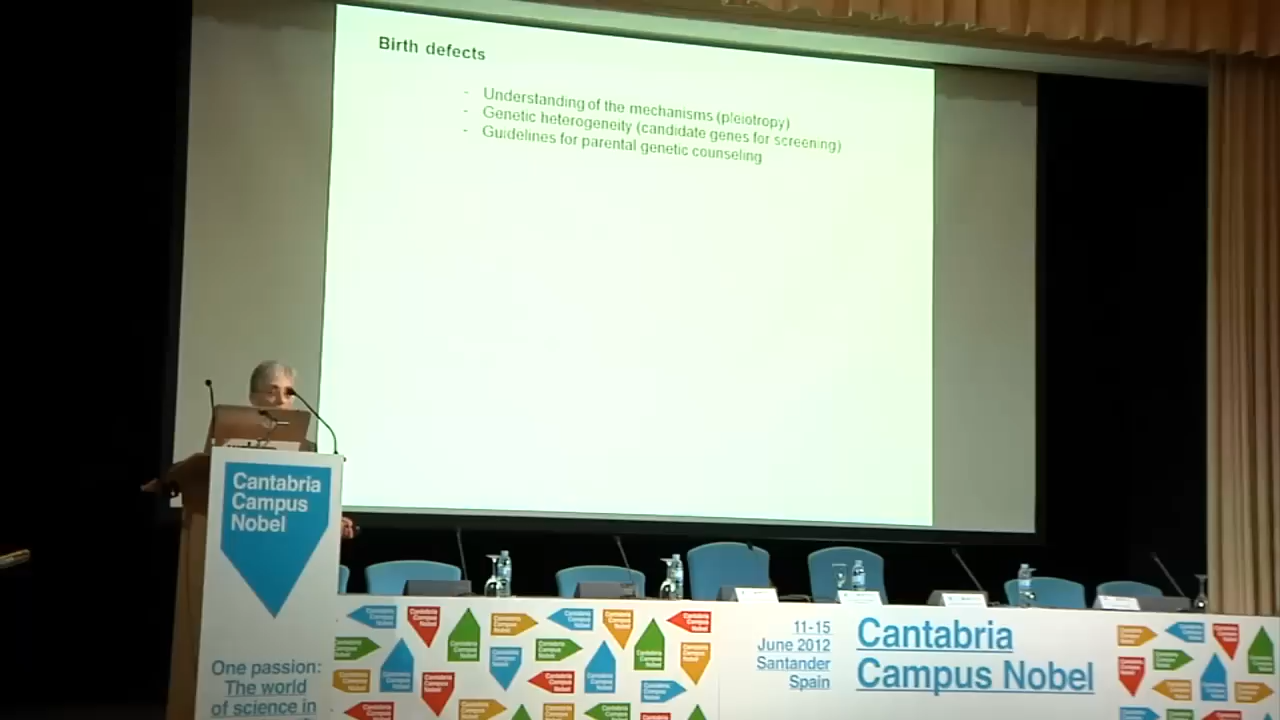 Birth defects
- Understanding of the mechanisms (pleiotropy)
- Genetic heterogeneity (candidate genes for screening)
- Guidelines for parental genetic counseling
Cantabria
Campus
Nobel
One passion:
The world
of science in
11-15
June 2012
Santander
Spain
Cantabria
Campus Nobel